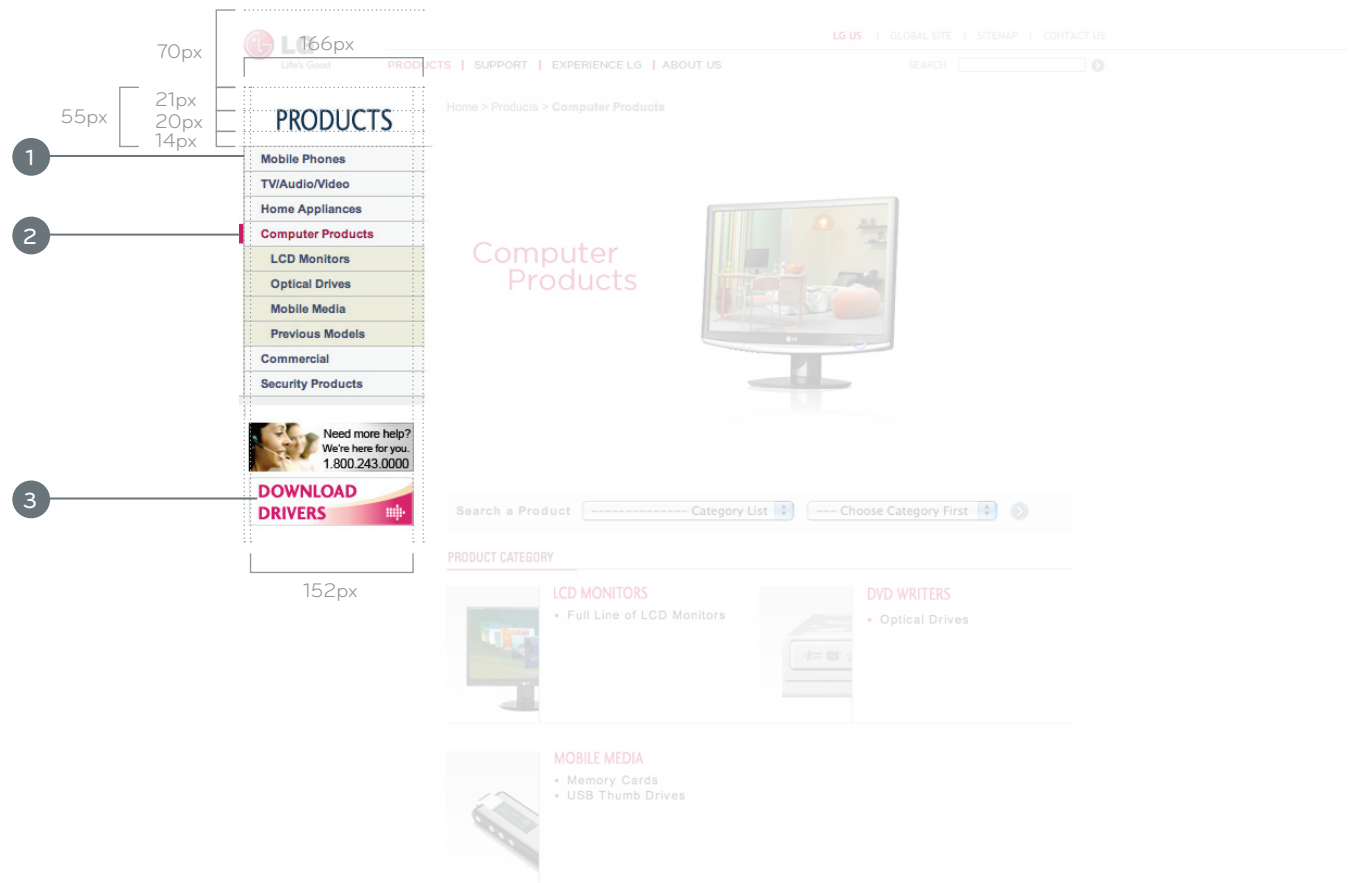 LG
Life's Good
LG US | GLOBAL SITE | SITEMAP | CONTACT US
PRODUCTS | SUPPORT | EXPERIENCE LG | ABOUT US
SEARCH
70px
166px
55px
21px
20px
14px
PRODUCTS
Home > Products > Computer Products
1
Mobile Phones
TV/Audio/Video
Home Appliances
2
Computer Products
LCD Monitors
Optical Drives
Mobile Media
Previous Models
Commercial
Security Products
Computer
Products
Need more help?
We're here for you.
1.800.243.0000
3
DOWNLOAD
DRIVERS
152px
Search a Product -------------- Category List --- Choose Category First
PRODUCT CATEGORY
LCD MONITORS
• Full Line of LCD Monitors
DVD WRITERS
• Optical Drives
MOBILE MEDIA
• Memory Cards
• USB Thumb Drives